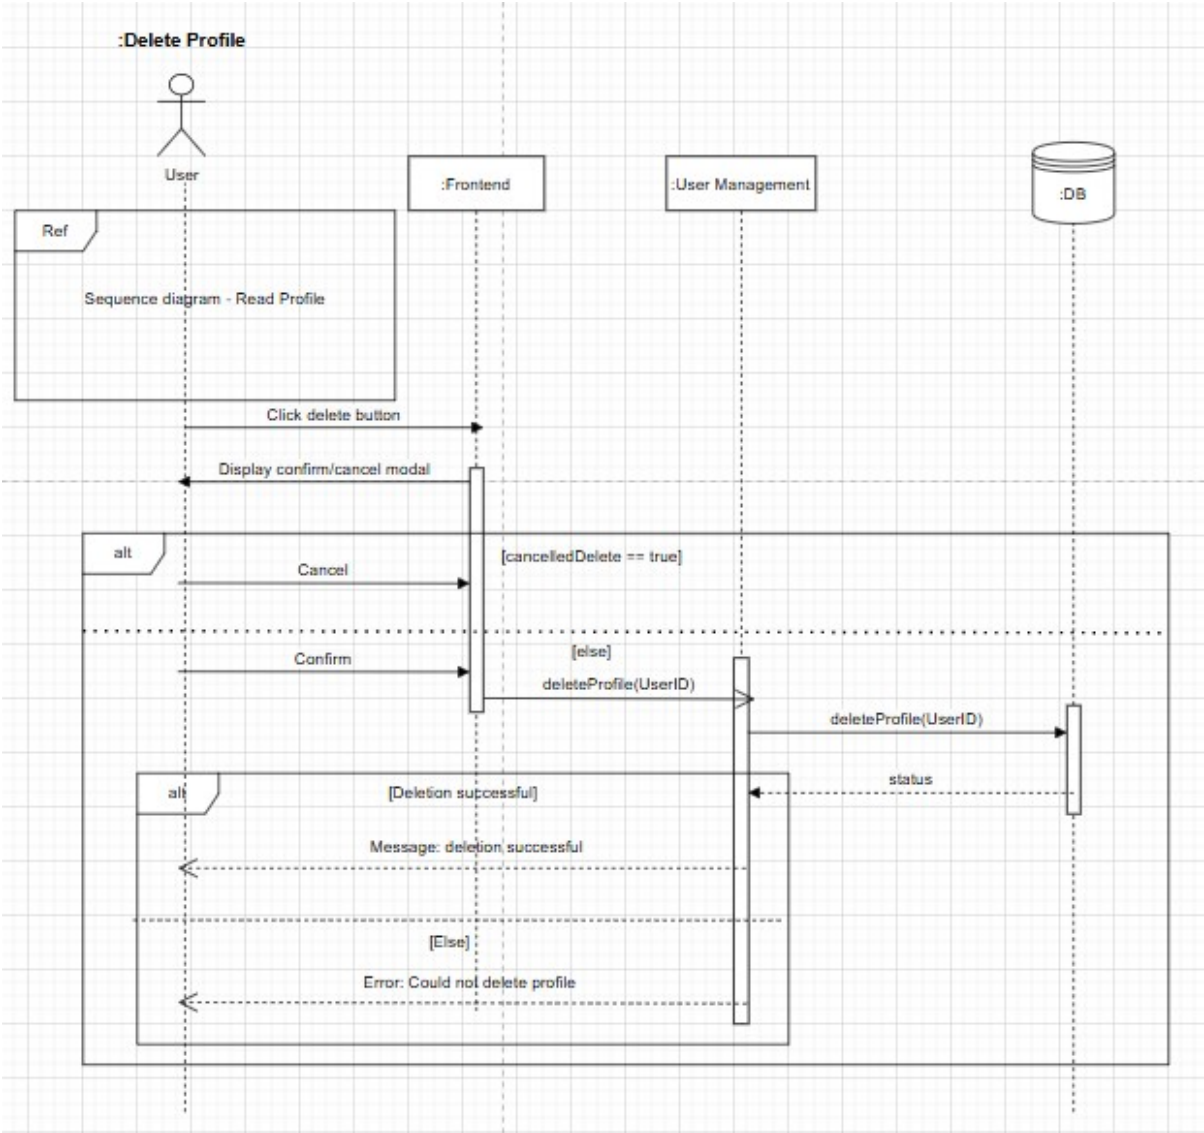 :Delete Profile
User
:Frontend
:User Management
:DB
Ref
Sequence diagram - Read Profile
Click delete button
Display confirm/cancel modal
alt
[cancelledDelete == true]
Cancel
[else]
Confirm
deleteProfile(UserID)
deleteProfile(UserID)
status
alt
[Deletion successful]
Message: deletion successful
[Else]
Error: Could not delete profile